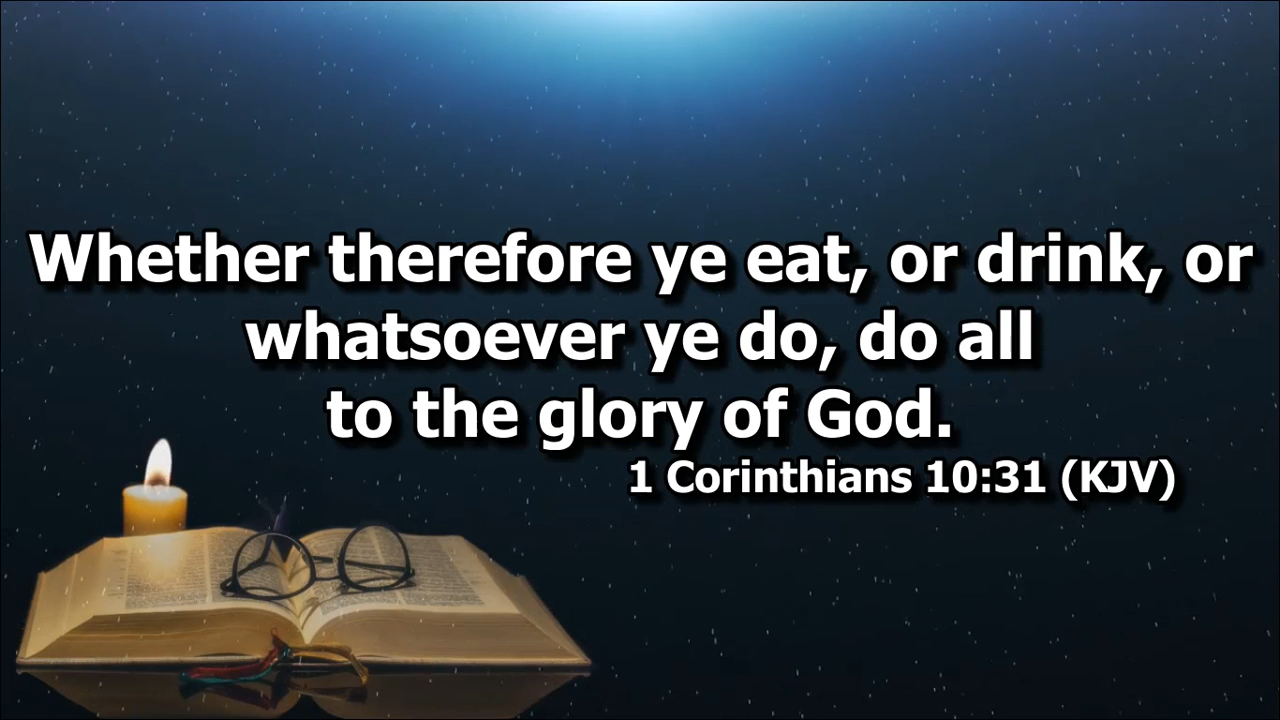 Whether therefore ye eat, or drink, or
whatsoever ye do, do all
to the glory of God.
1 Corinthians 10:31 (KJV)